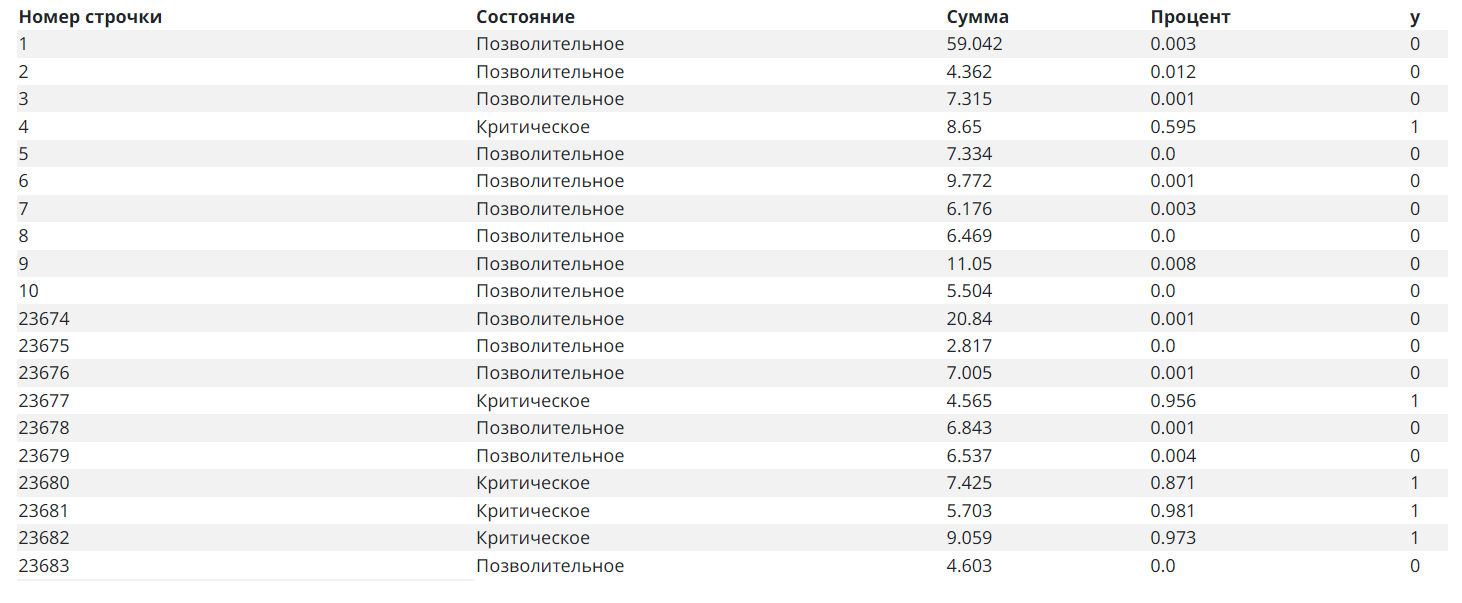 Номер строчки Состояние Сумма Процент y
1 Позволительное 59.042 0.003 0
2 Позволительное 4.362 0.012 0
3 Позволительное 7.315 0.001 0
4 Критическое 8.65 0.595 1
5 Позволительное 7.334 0.0 0
6 Позволительное 9.772 0.001 0
7 Позволительное 6.176 0.003 0
8 Позволительное 6.469 0.0 0
9 Позволительное 11.05 0.008 0
10 Позволительное 5.504 0.0 0
23674 Позволительное 20.84 0.001 0
23675 Позволительное 2.817 0.0 0
23676 Позволительное 7.005 0.001 0
23677 Критическое 4.565 0.956 1
23678 Позволительное 6.843 0.001 0
23679 Позволительное 6.537 0.004 0
23680 Критическое 7.425 0.871 1
23681 Критическое 5.703 0.981 1
23682 Критическое 9.059 0.973 1
23683 Позволительное 4.603 0.0 0